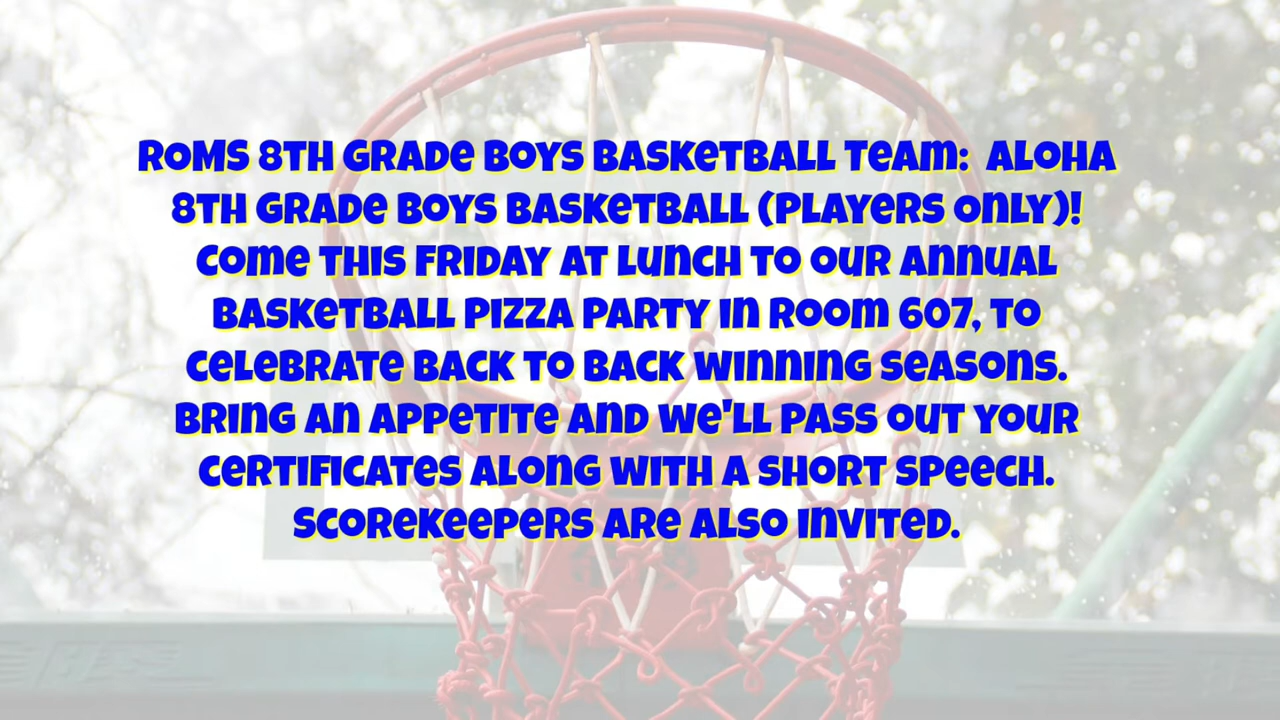 ROMS 8TH GRADE BOYS BASKETBALL TEAM: ALOHA
8TH GRADE BOYS BASKETBALL (PLAYERS ONLY)!
COME THIS FRIDAY AT LUNCH TO OUR ANNUAL
BASKETBALL PIZZA PARTY IN ROOM 607, TO
CELEBRATE BACK TO BACK WINNING SEASONS.
BRING AN APPETITE AND WE'LL PASS OUT YOUR
CERTIFICATES ALONG WITH A SHORT SPEECH.
SCOREKEEPERS ARE ALSO INVITED.